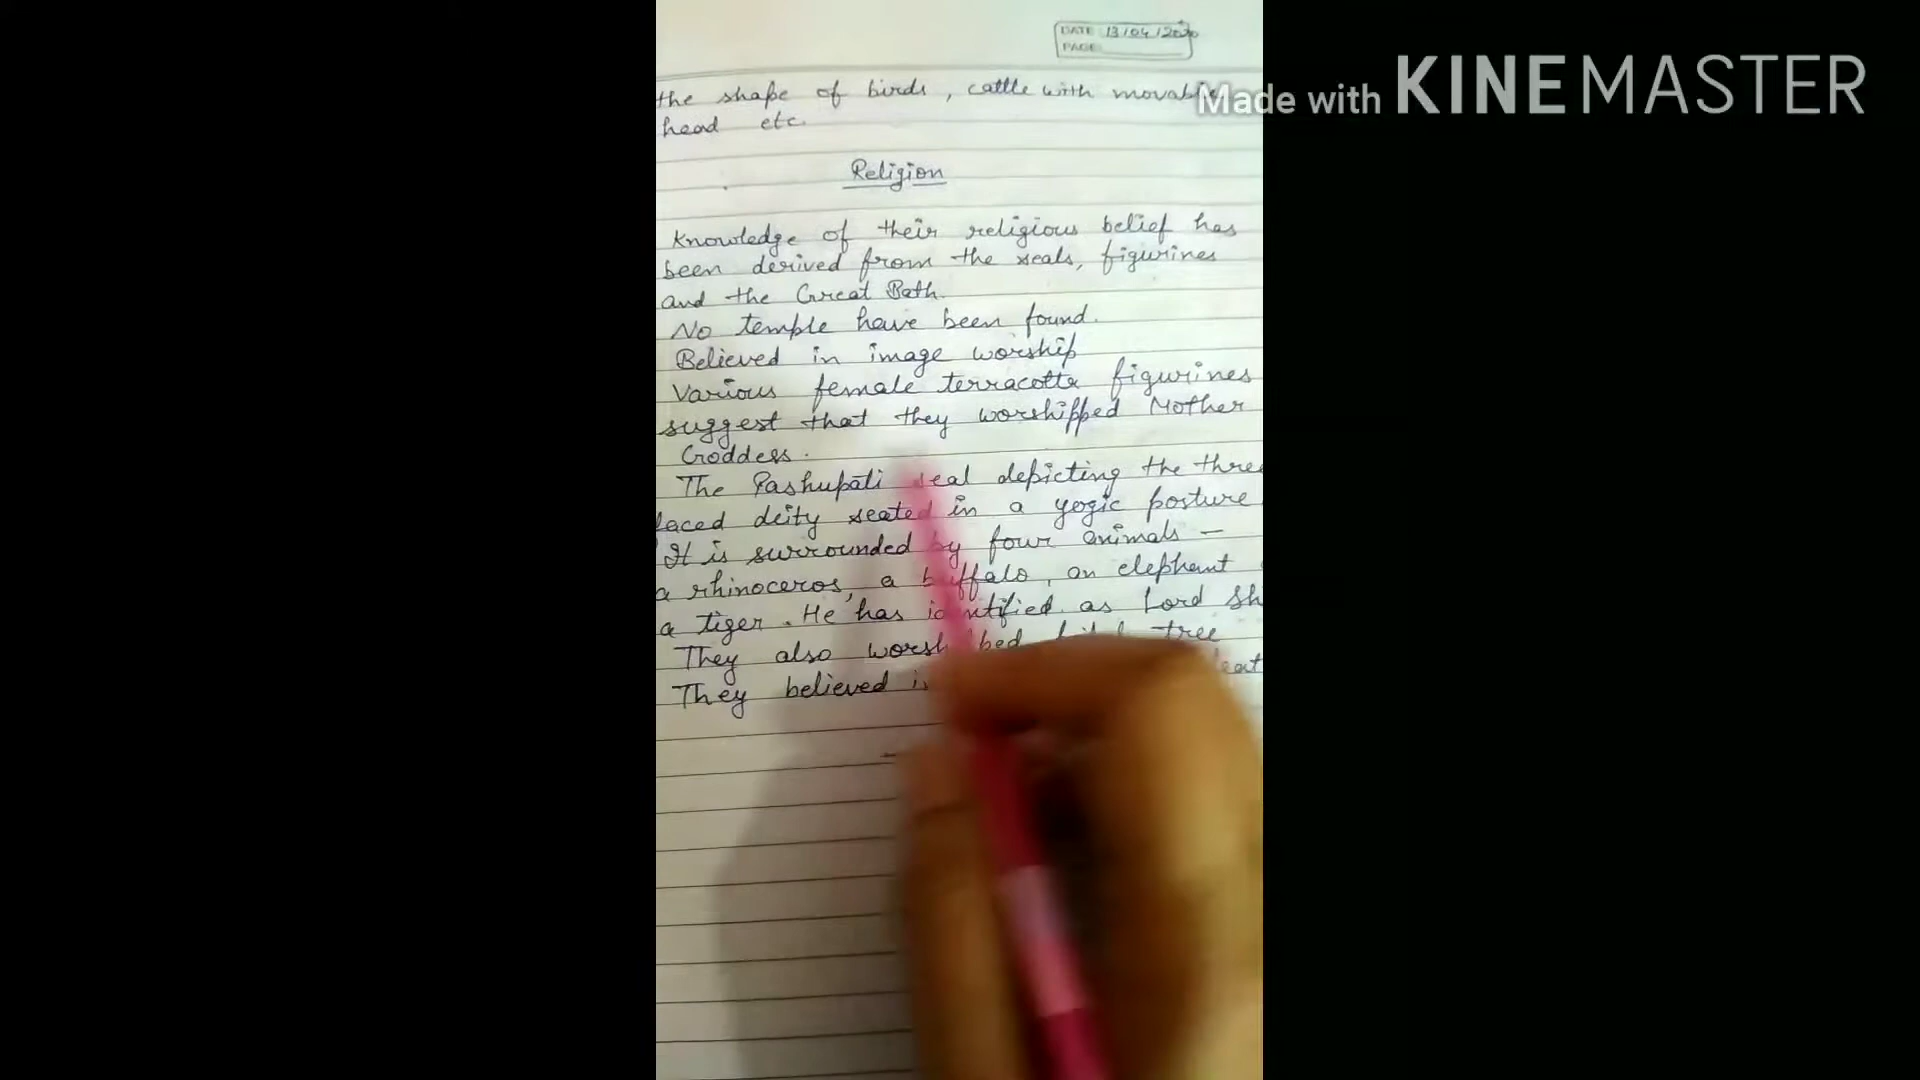 DATE 13/04/2020
PAGE
the shape of birds, cattle with movable
Made with KINEMASTER
head etc.
Religion
Knowledge of their religious belief has
been derived from the seals, figurines
and the Great Bath.
No temple have been found.
Believed in image worship
Various female terracotta figurines
suggest that they worshipped Mother
Goddess.
The Pashupati seal depicting the three
faced deity seated in a yogic posture
It is surrounded by four animals –
a rhinoceros, a buffalo, an elephant
a tiger. He has identified as Lord Sh
They also tree
They believed